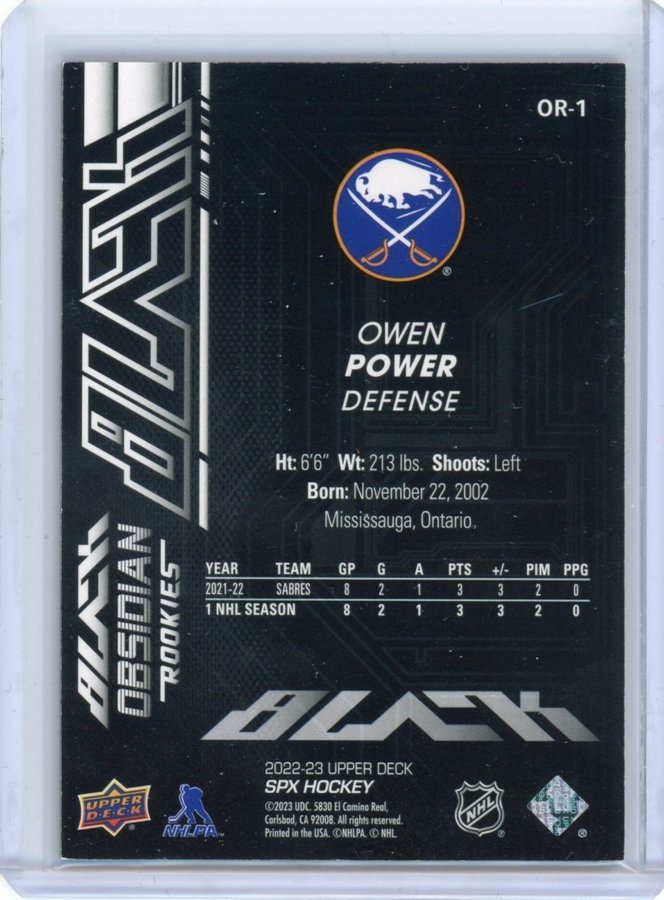 OR-1
BLACK
®
OWEN
POWER
DEFENSE
Ht: 6'6" Wt: 213 lbs. Shoots: Left
Born: November 22, 2002
Mississauga, Ontario.
YEAR TEAM GP G A PTS +/- PIM PPG
2021-22 SABRES 8 2 1 3 3 2 0
1 NHL SEASON 8 2 1 3 3 2 0
BLACK
OBSIDIAN
ROOKIES
BLACK
2022-23 UPPER DECK
SPX HOCKEY
©2023 UDC. 5830 El Camino Real,
Carlsbad, CA 92008. All rights reserved.
Printed in the USA. ©NHLPA. © NHL.
UPPER
D·E·C·K
NHLPA
NHL
®
®